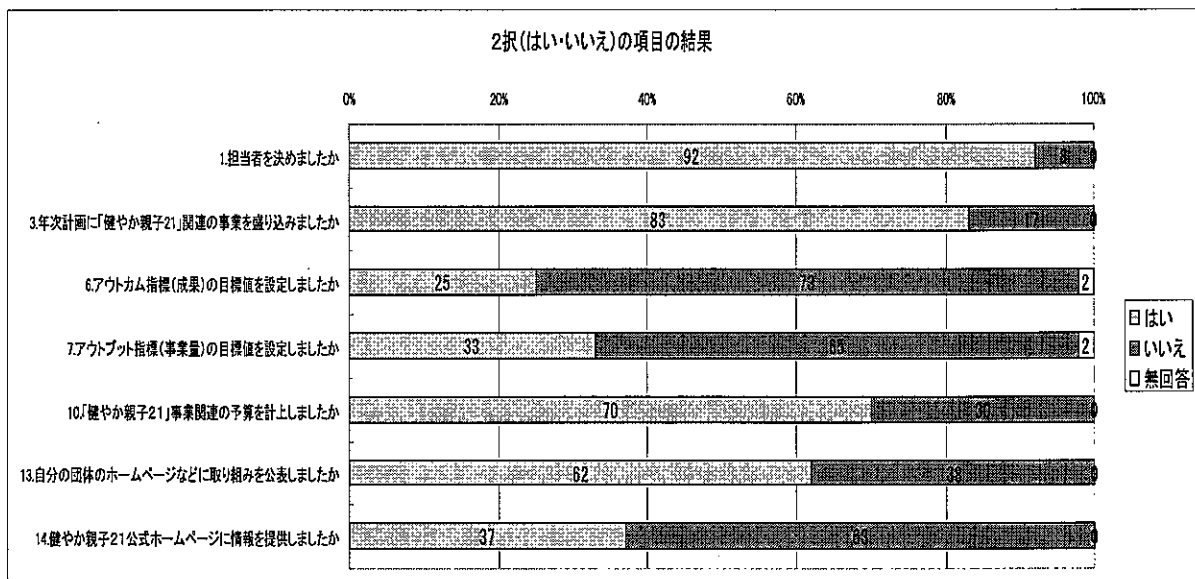 2択(はい・いいえ)の項目の結果
0% 20% 40% 60% 80% 100%
1.担当者を決めましたか 92 8 0
3.年次計画に「健やか親子21」関連の事業を盛り込みましたか 83 17 0
6.アウトカム指標(成果)の目標値を設定しましたか 25 73 2
7.アウトプット指標(事業量)の目標値を設定しましたか 33 65 2
10.「健やか親子21」事業関連の予算を計上しましたか 70 30 0
13.自分の団体のホームページなどに取り組みを公表しましたか 62 38 0
14.健やか親子21公式ホームページに情報を提供しましたか 37 63 0
はい
いいえ
無回答